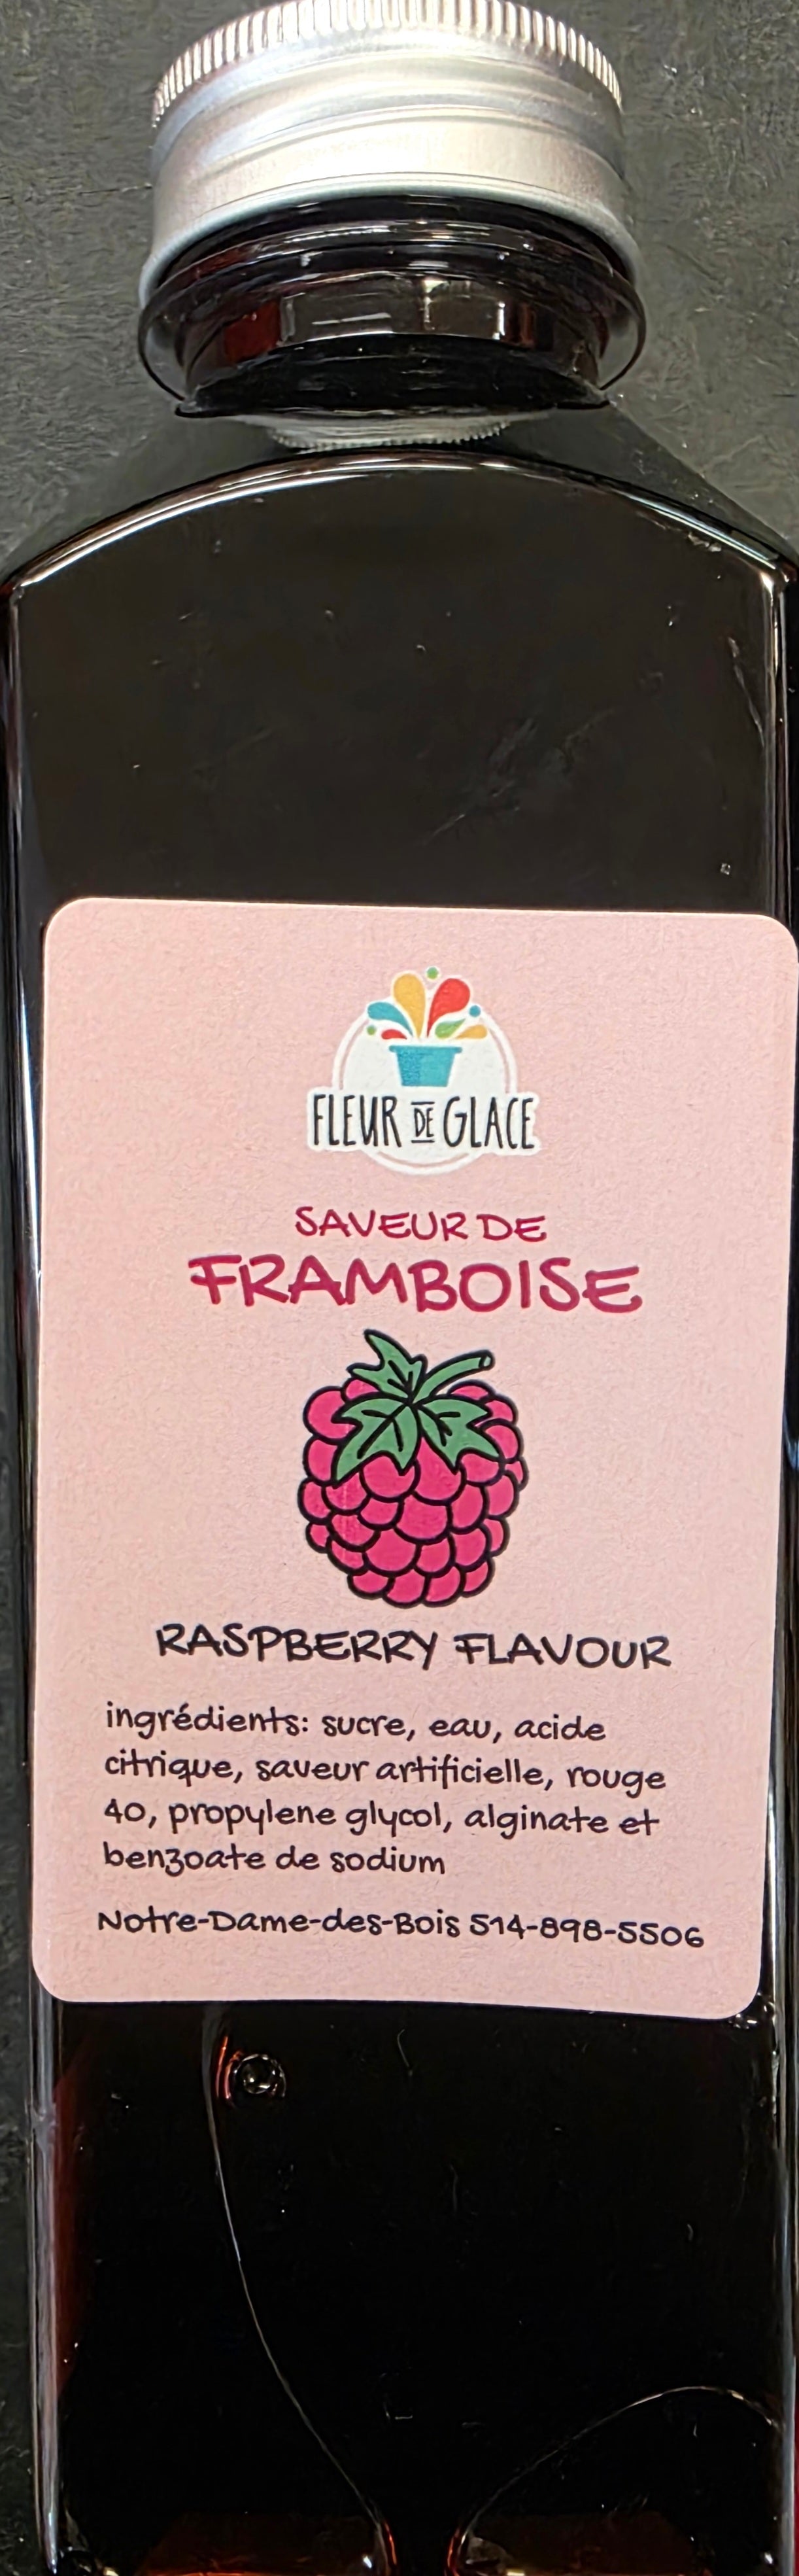 FLEUR DE GLACE
SAVEUR DE
FRAMBOISE
RASPBERRY FLAVOUR
ingrédients: sucre, eau, acide
citrique, saveur artificielle, rouge
40, propylene glycol, alginate et
benzoate de sodium
Notre-Dame-des-Bois 514-898-5506